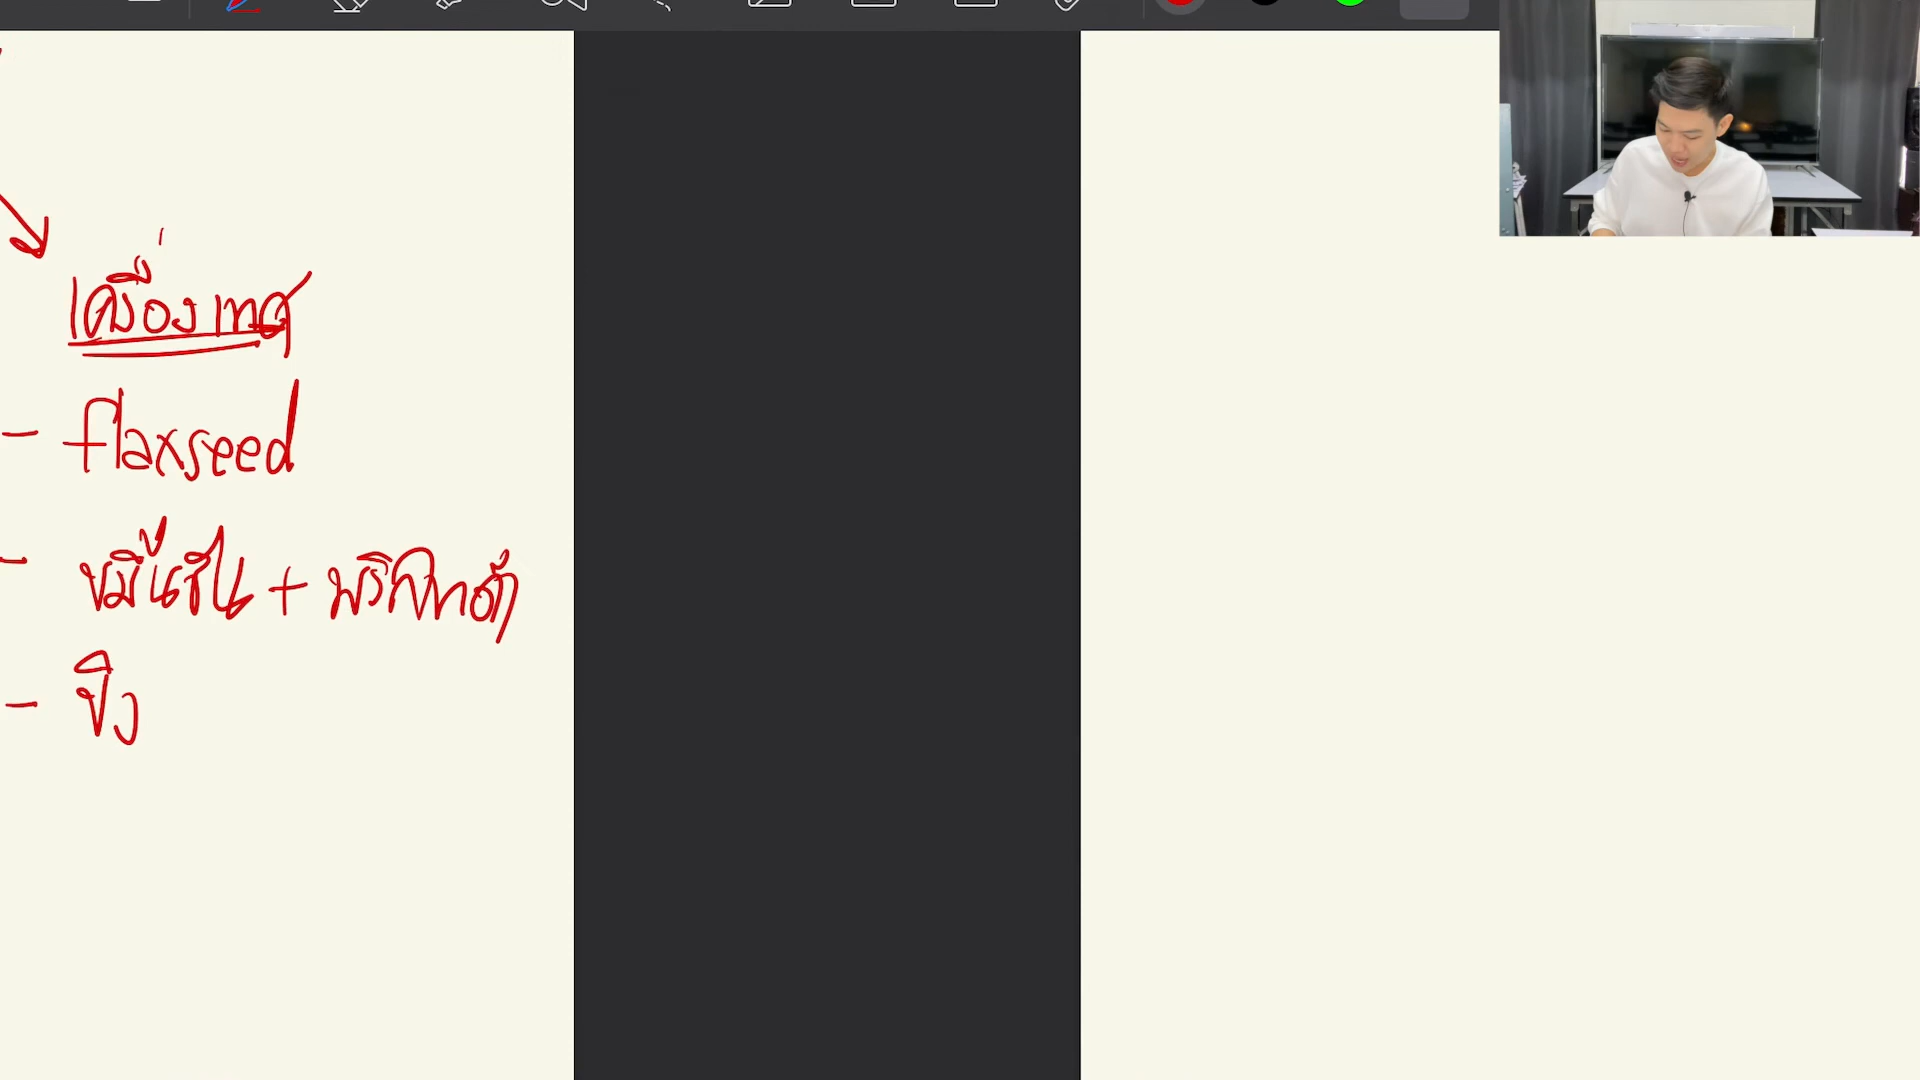 เครื่องเทศ
- flaxseed
- ขมิ้นชัน + พริกไทยดำ
- ขิง